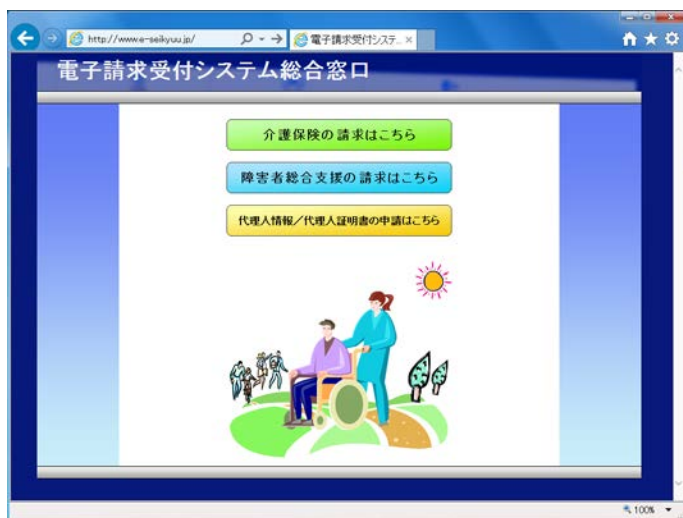 http://www.e-seikyuu.jp/
電子請求受付システ...
電子請求受付システム総合窓口
介護保険の請求はこちら
障害者総合支援の請求はこちら
代理人情報／代理人証明書の申請はこちら
100%